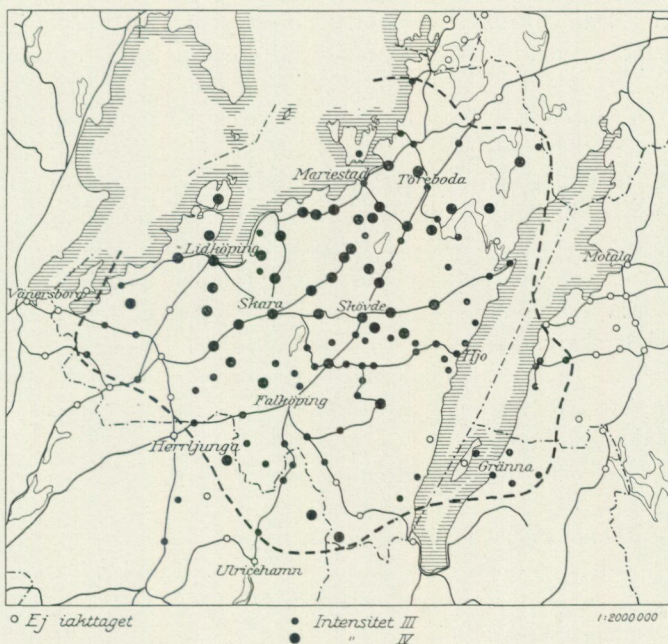 Mariestad
Töreboda
Lidköping
Motala
Vänersborg
Skara
Skövde
Hjo
Falköping
Herrljunga
Gränna
Ulricehamn
Ej iakttaget
Intensitet III
" IV
1:2000000